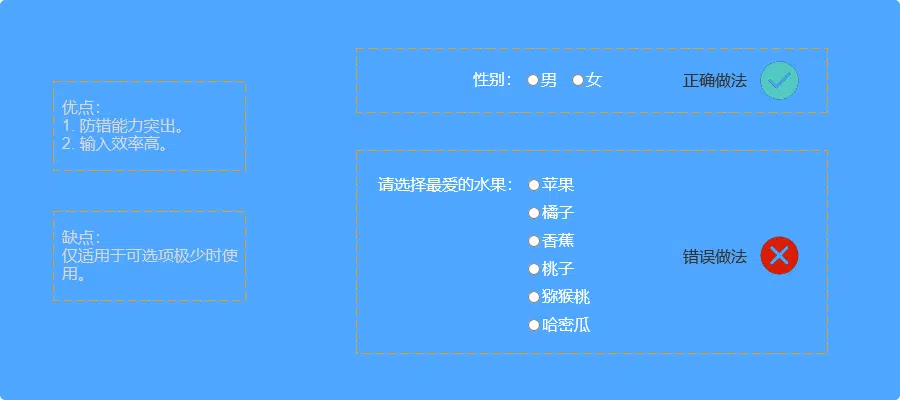 优点：
1. 防错能力突出。
2. 输入效率高。
缺点：
仅适用于可选项极少时使
用。
性别： 男 女 正确做法
请选择最爱的水果： 苹果
橘子
香蕉
桃子
猕猴桃
哈密瓜
错误做法